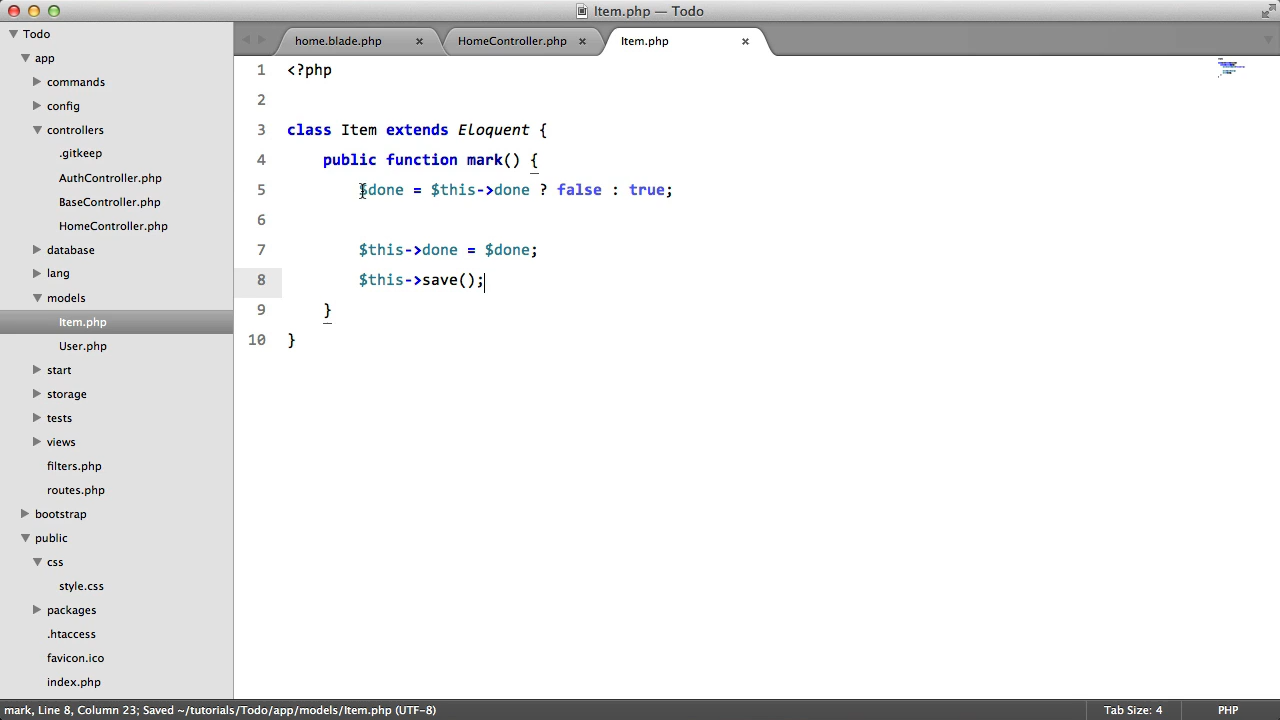 Item.php — Todo
Todo
app
commands
config
controllers
.gitkeep
AuthController.php
BaseController.php
HomeController.php
database
lang
models
Item.php
User.php
start
storage
tests
views
filters.php
routes.php
bootstrap
public
css
style.css
packages
.htaccess
favicon.ico
index.php
home.blade.php × HomeController.php × Item.php ×
1 <?php
2
3 class Item extends Eloquent {
4 public function mark() {
5 $done = $this->done ? false : true;
6
7 $this->done = $done;
8 $this->save();
9 }
10 }
mark, Line 8, Column 23; Saved ~/tutorials/Todo/app/models/Item.php (UTF-8) Tab Size: 4 PHP